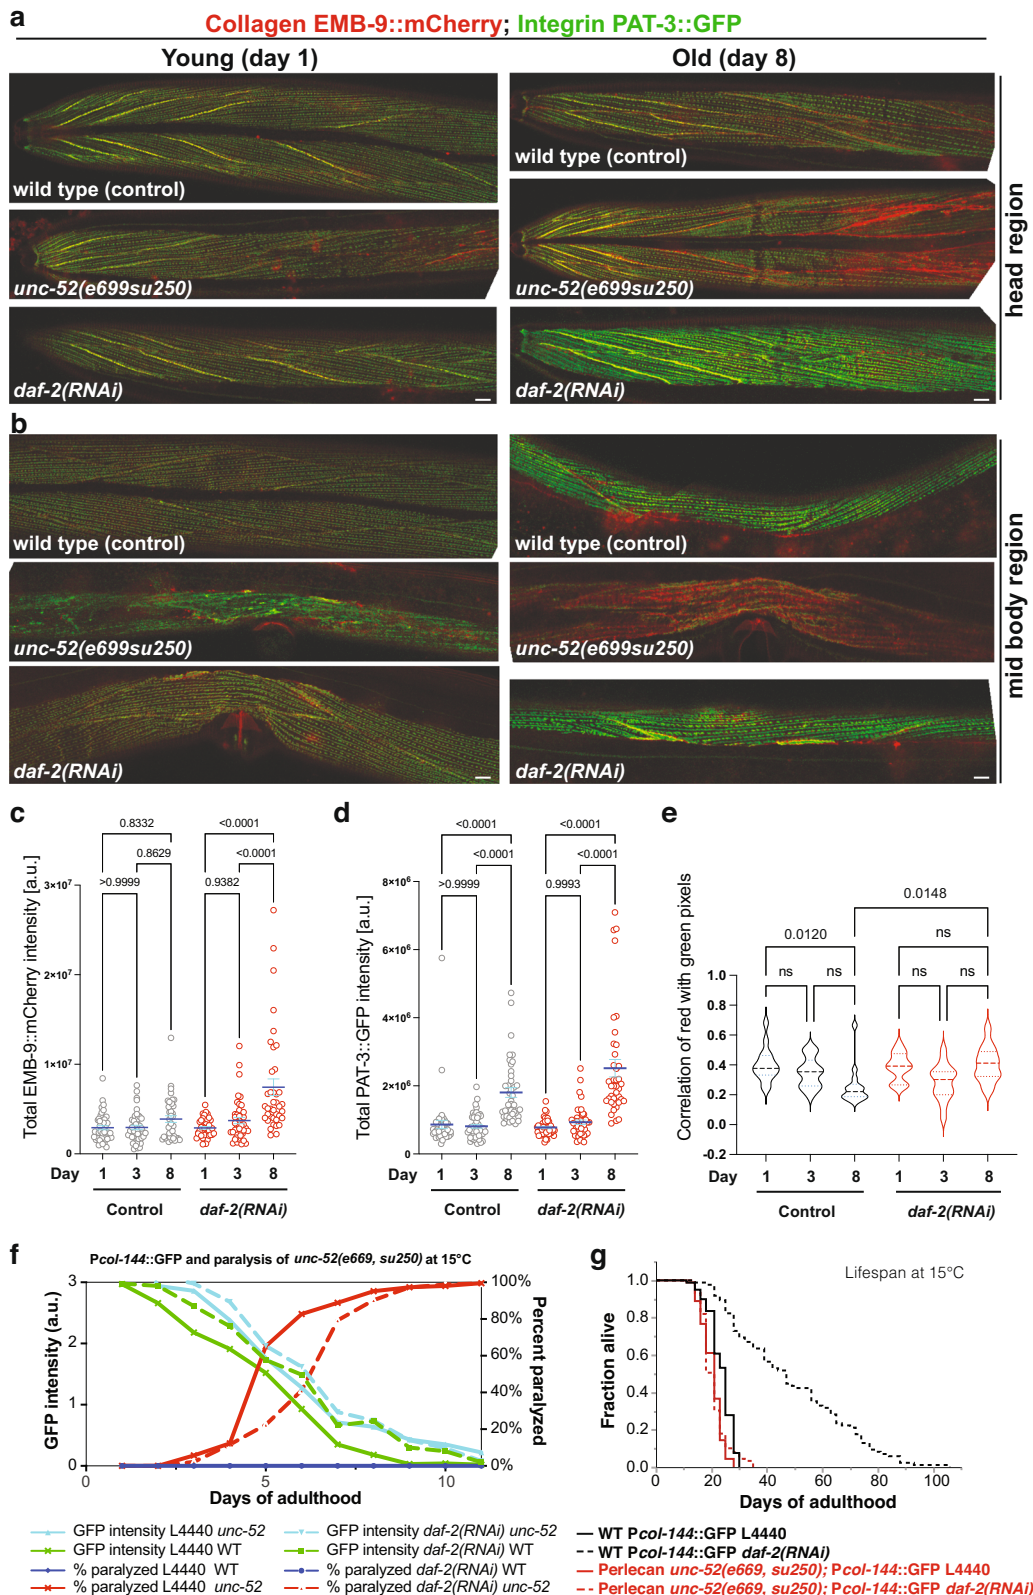 a
Collagen EMB-9::mCherry; Integrin PAT-3::GFP
Young (day 1)
Old (day 8)
wild type (control)
wild type (control)
unc-52(e699su250)
unc-52(e699su250)
daf-2(RNAi)
daf-2(RNAi)
head region
b
wild type (control)
wild type (control)
unc-52(e699su250)
unc-52(e699su250)
daf-2(RNAi)
daf-2(RNAi)
mid body region
c
Total EMB-9::mCherry intensity [a.u.]
3×10⁷
2×10⁷
1×10⁷
0
0.8332
0.8629
>0.9999
<0.0001
<0.0001
0.9382
Day 1 3 8 1 3 8
Control daf-2(RNAi)
d
Total PAT-3::GFP intensity [a.u.]
8×10⁶
6×10⁶
4×10⁶
2×10⁶
0
<0.0001
<0.0001
>0.9999
<0.0001
<0.0001
0.9993
Day 1 3 8 1 3 8
Control daf-2(RNAi)
e
Correlation of red with green pixels
1.0
0.8
0.6
0.4
0.2
0.0
-0.2
0.0148
0.0120
ns
ns ns
ns ns
Day 1 3 8 1 3 8
Control daf-2(RNAi)
f
Pcol-144::GFP and paralysis of unc-52(e669, su250) at 15°C
GFP intensity (a.u.)
3
2
1
0
100%
80%
60%
40%
20%
0%
Percent paralyzed
0 5 10
Days of adulthood
GFP intensity L4440 unc-52
GFP intensity L4440 WT
% paralyzed L4440 WT
% paralyzed L4440 unc-52
GFP intensity daf-2(RNAi) unc-52
GFP intensity daf-2(RNAi) WT
% paralyzed daf-2(RNAi) WT
% paralyzed daf-2(RNAi) unc-52
g
Lifespan at 15°C
Fraction alive
1.0
0.8
0.6
0.4
0.2
0.0
0 20 40 60 80 100
Days of adulthood
WT Pcol-144::GFP L4440
WT Pcol-144::GFP daf-2(RNAi)
Perlecan unc-52(e669, su250); Pcol-144::GFP L4440
Perlecan unc-52(e669, su250); Pcol-144::GFP daf-2(RNAi)